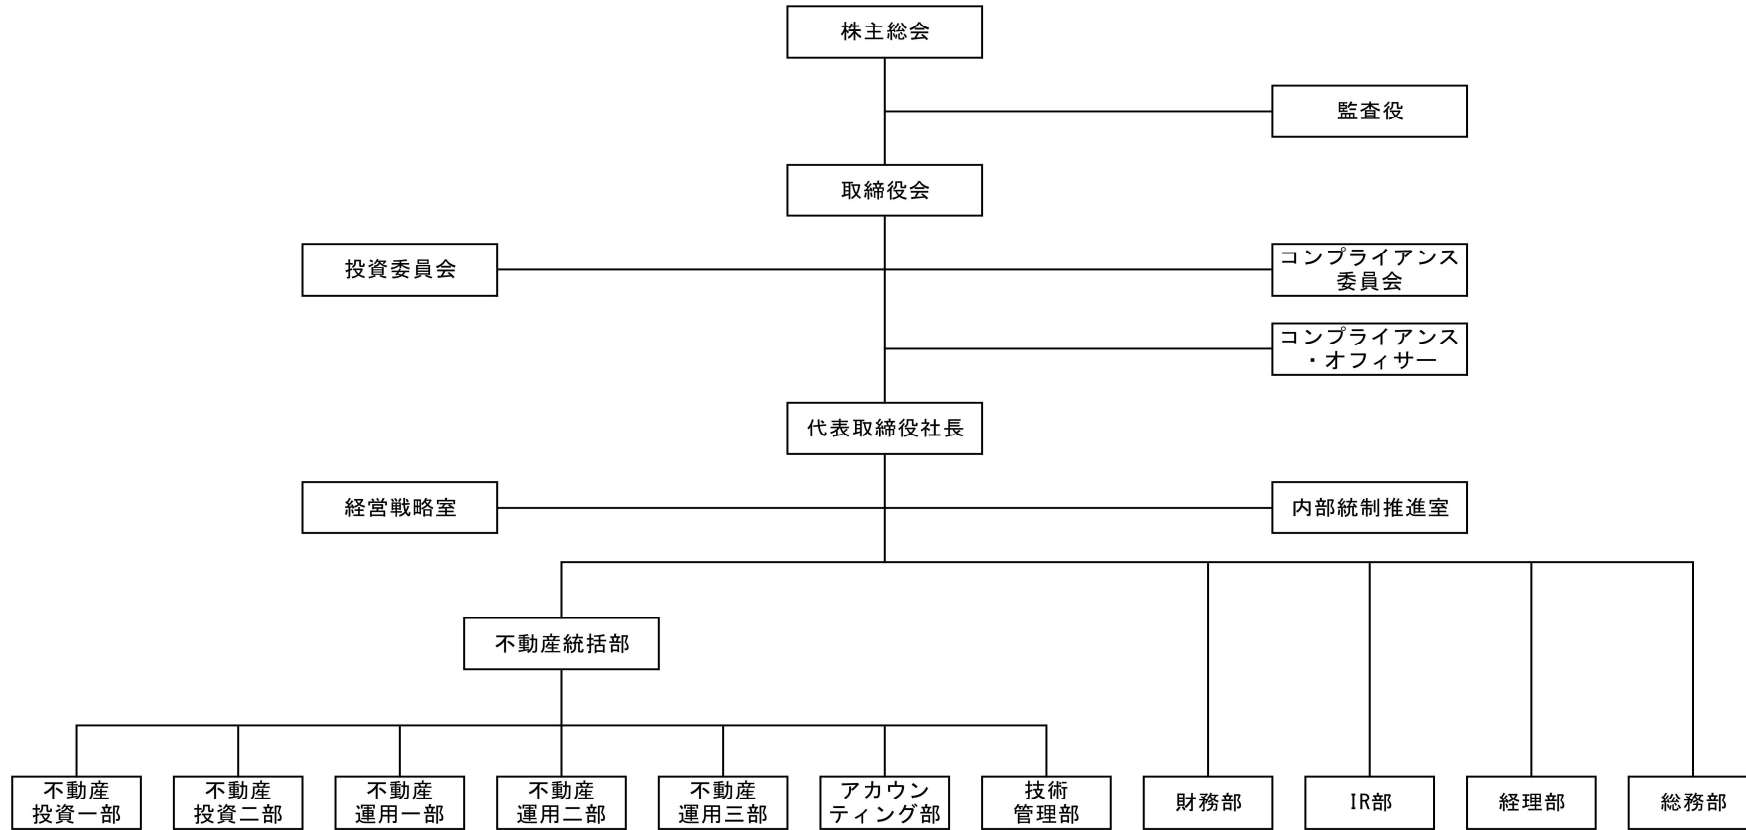 株主総会
監査役
取締役会
投資委員会
コンプライアンス
委員会
コンプライアンス
・オフィサー
代表取締役社長
経営戦略室
内部統制推進室
不動産統括部
不動産
投資一部
不動産
投資二部
不動産
運用一部
不動産
運用二部
不動産
運用三部
アカウン
ティング部
技術
管理部
財務部
IR部
経理部
総務部